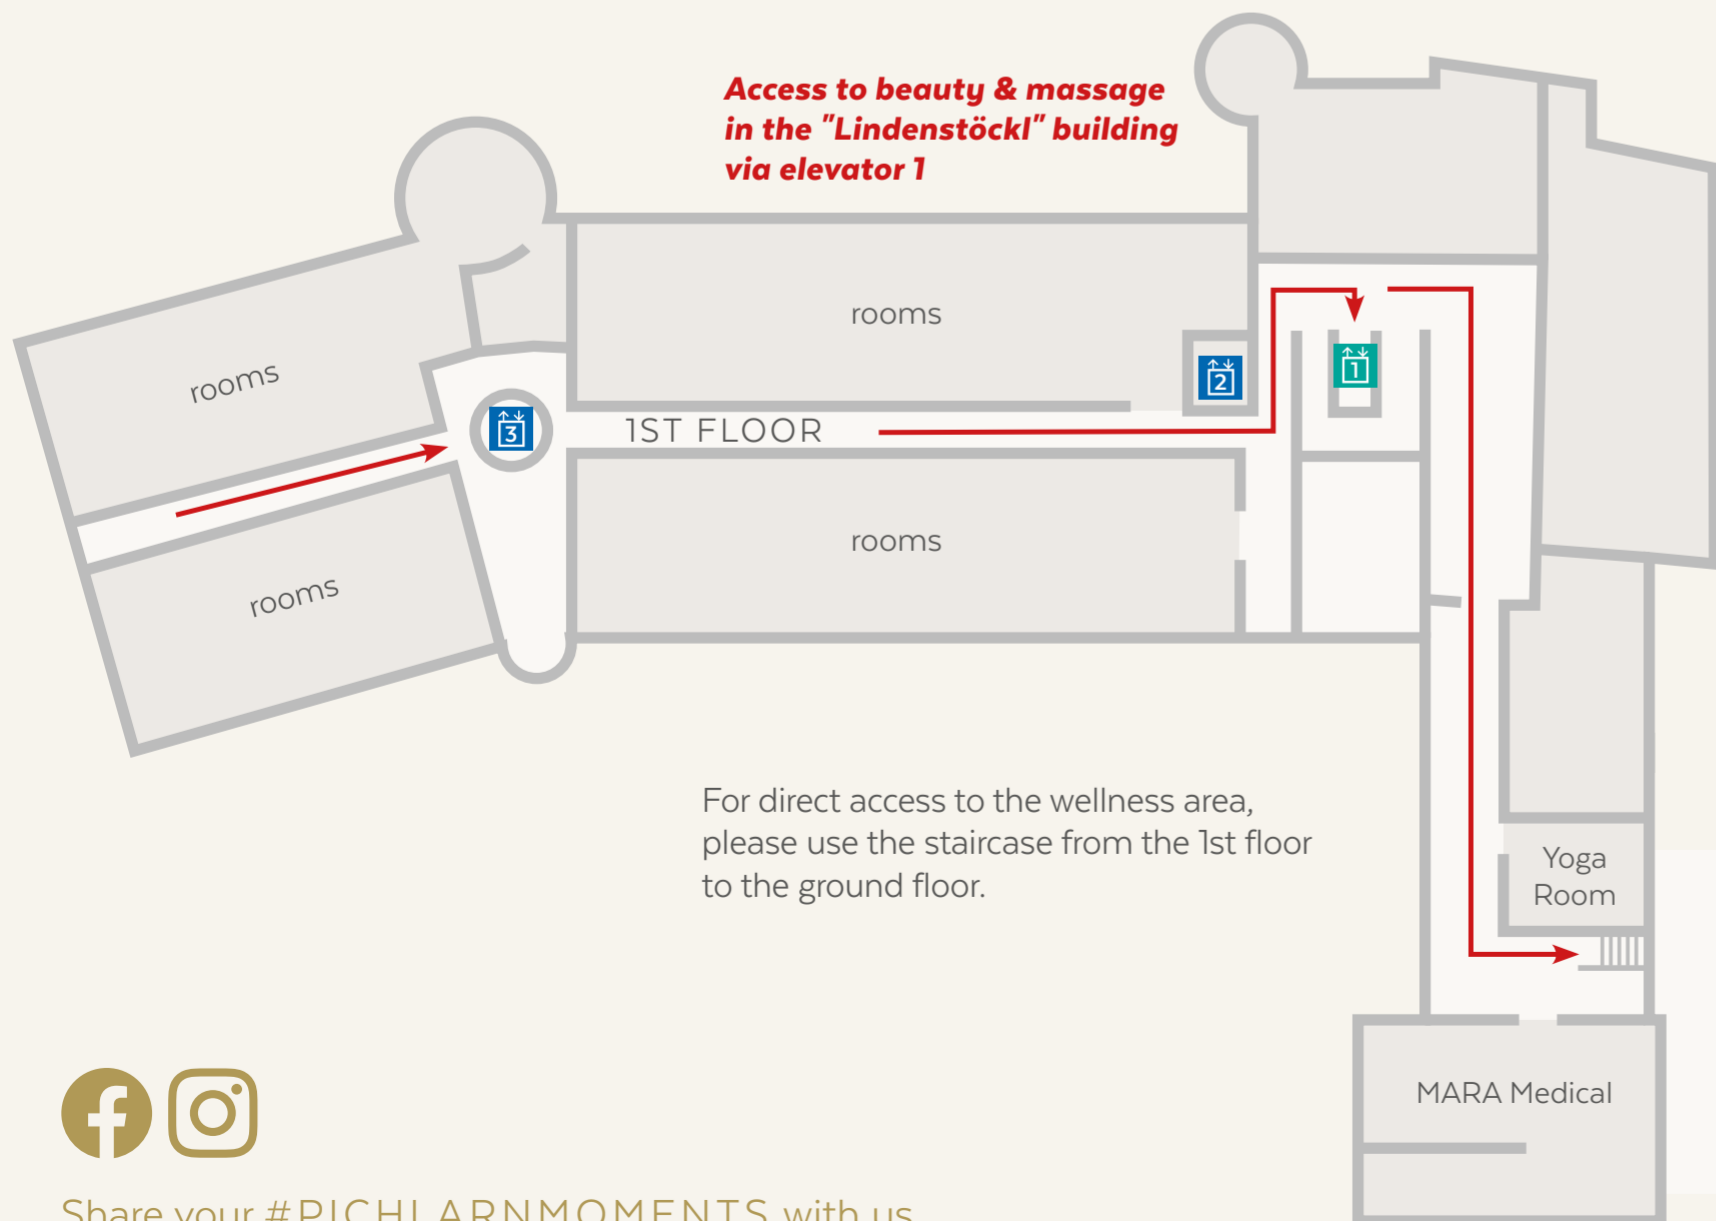 Access to beauty & massage
in the "Lindenstöckl" building
via elevator 1
rooms
rooms
2
1
rooms
3
1ST FLOOR
rooms
rooms
For direct access to the wellness area,
please use the staircase from the 1st floor
to the ground floor.
Yoga
Room
MARA Medical
Share your #PICHLARNMOMENTS with us